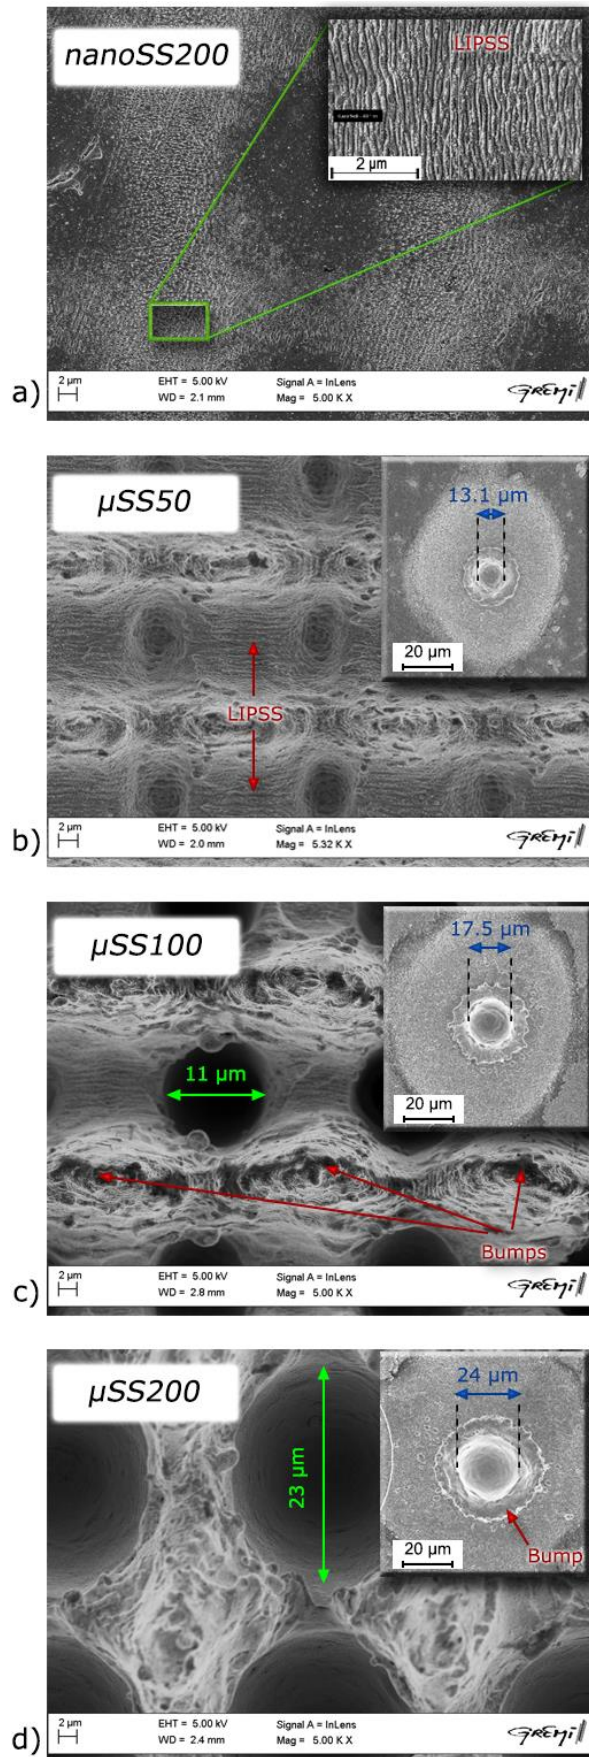 nanoSS200
LIPSS
2 µm
a)
2 µm
EHT = 5.00 kV
Signal A = InLens
WD = 2.1 mm
Mag = 5.00 K X
GREMI
µSS50
13.1 µm
20 µm
LIPSS
b)
2 µm
EHT = 5.00 kV
Signal A = InLens
WD = 2.0 mm
Mag = 5.32 K X
GREMI
µSS100
17.5 µm
20 µm
11 µm
Bumps
c)
2 µm
EHT = 5.00 kV
Signal A = InLens
WD = 2.8 mm
Mag = 5.00 K X
GREMI
µSS200
24 µm
23 µm
Bump
20 µm
d)
2 µm
EHT = 5.00 kV
Signal A = InLens
WD = 2.4 mm
Mag = 5.00 K X
GREMI